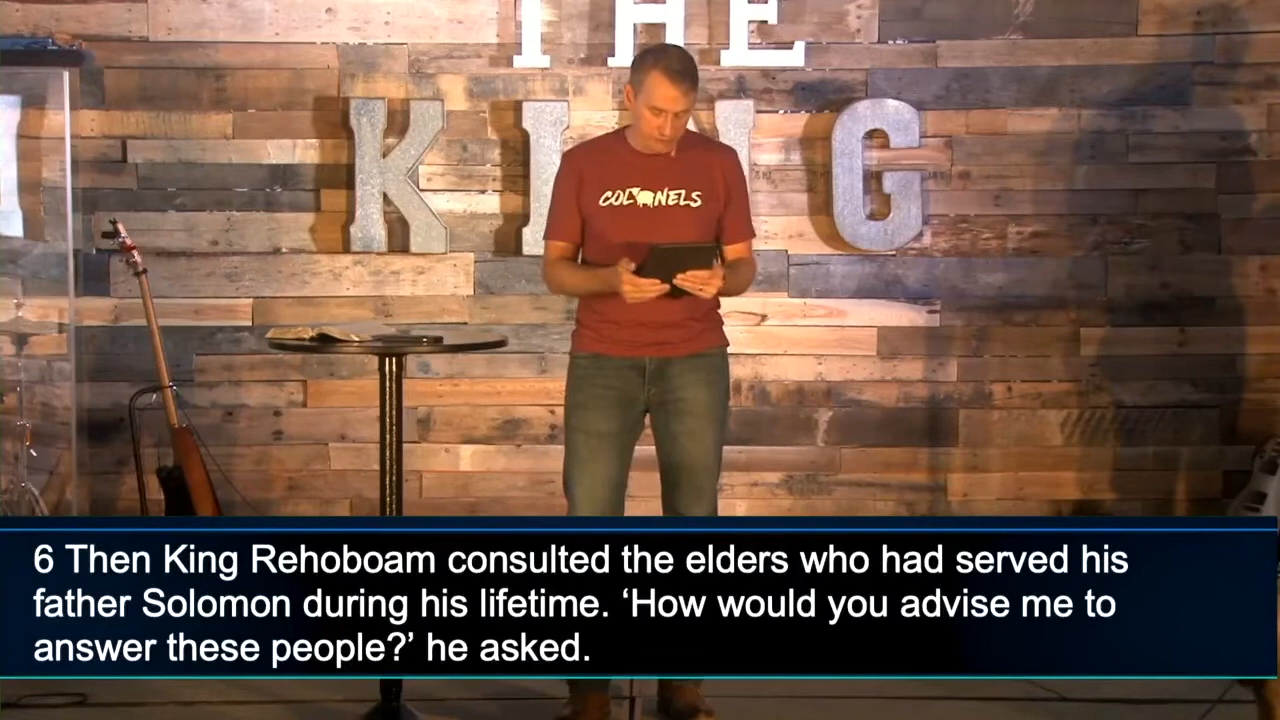 THE
KING
COLONELS
6 Then King Rehoboam consulted the elders who had served his
father Solomon during his lifetime. ‘How would you advise me to
answer these people?’ he asked.